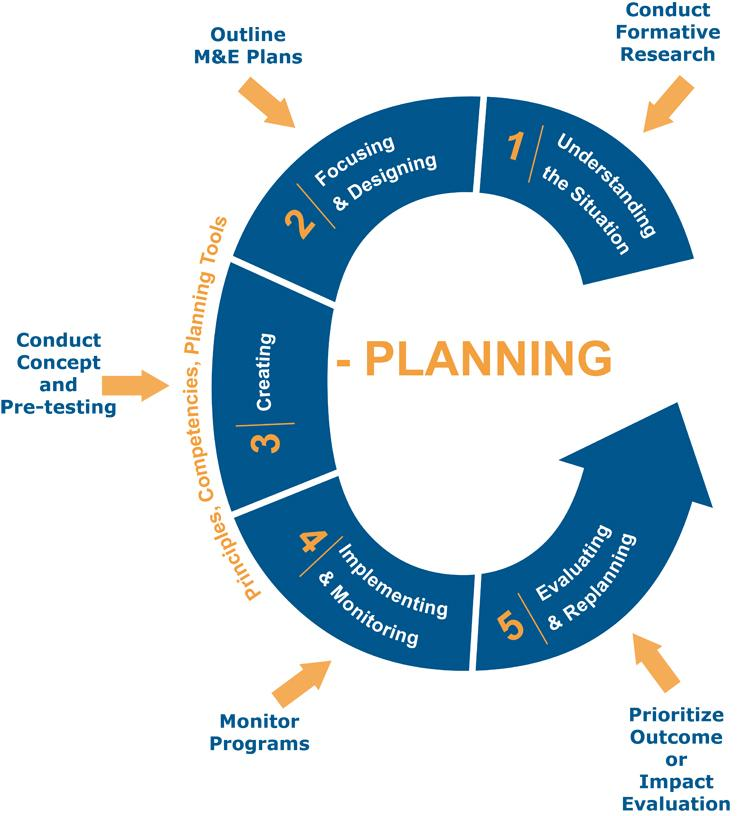 Conduct
Formative
Research
Outline
M&E Plans
1
Understanding
the Situation
2
Focusing
& Designing
Principles, Competencies, Planning Tools
- PLANNING
Conduct
Concept
and
Pre-testing
3
Creating
4
Implementing
& Monitoring
5
Evaluating
& Replanning
Monitor
Programs
Prioritize
Outcome
or
Impact
Evaluation